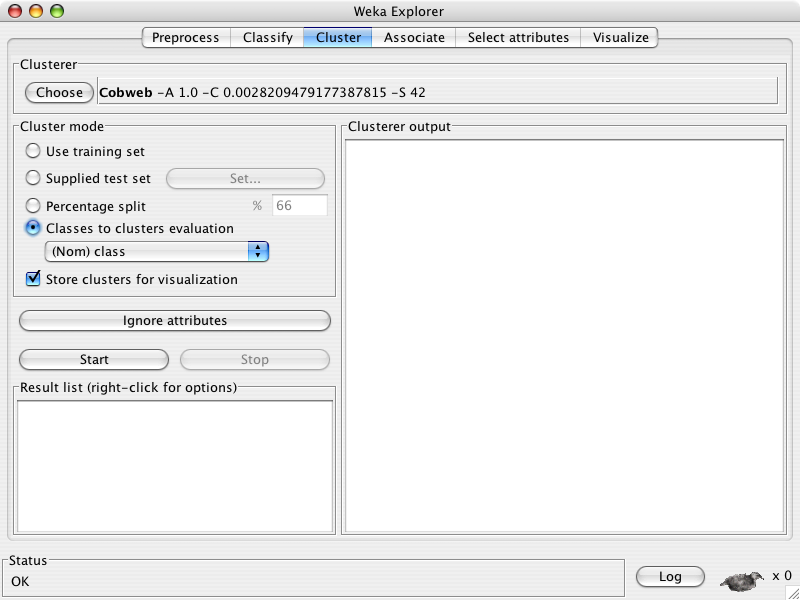 Weka Explorer
Preprocess Classify Cluster Associate Select attributes Visualize
Clusterer
Choose Cobweb -A 1.0 -C 0.0028209479177387815 -S 42
Cluster mode
Use training set
Supplied test set Set...
Percentage split % 66
Classes to clusters evaluation
(Nom) class
Store clusters for visualization
Ignore attributes
Start Stop
Result list (right-click for options)
Clusterer output
Status
OK
Log x 0